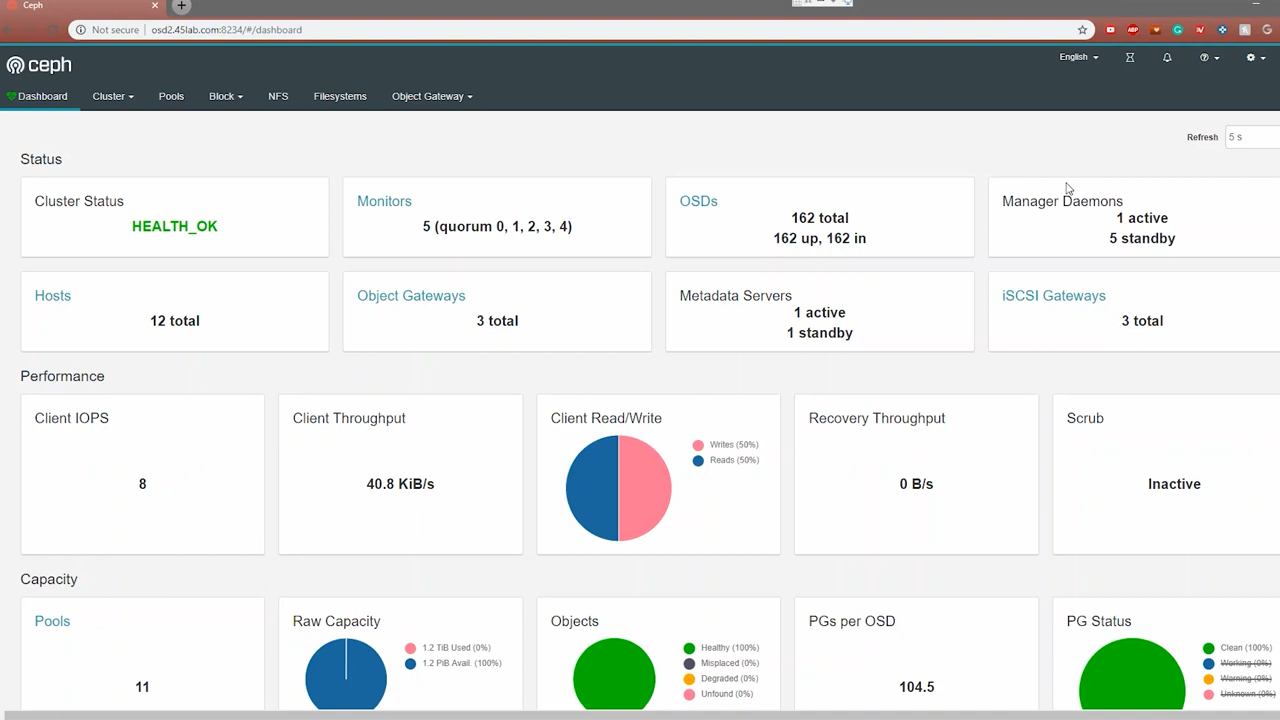 Ceph
Not secure osd2.45lab.com:8234/#/dashboard
ABP
ceph
English
Dashboard Cluster Pools Block NFS Filesystems Object Gateway
Refresh 5 s
Status
Cluster Status
HEALTH_OK
Monitors
5 (quorum 0, 1, 2, 3, 4)
OSDs
162 total
162 up, 162 in
Manager Daemons
1 active
5 standby
Hosts
12 total
Object Gateways
3 total
Metadata Servers
1 active
1 standby
iSCSI Gateways
3 total
Performance
Client IOPS
8
Client Throughput
40.8 KiB/s
Client Read/Write
Writes (50%)
Reads (50%)
Recovery Throughput
0 B/s
Scrub
Inactive
Capacity
Pools
11
Raw Capacity
1.2 TiB Used (0%)
1.2 PiB Avail. (100%)
Objects
Healthy (100%)
Misplaced (0%)
Degraded (0%)
Unfound (0%)
PGs per OSD
104.5
PG Status
Clean (100%)
Working (0%)
Warning (0%)
Unknown (0%)